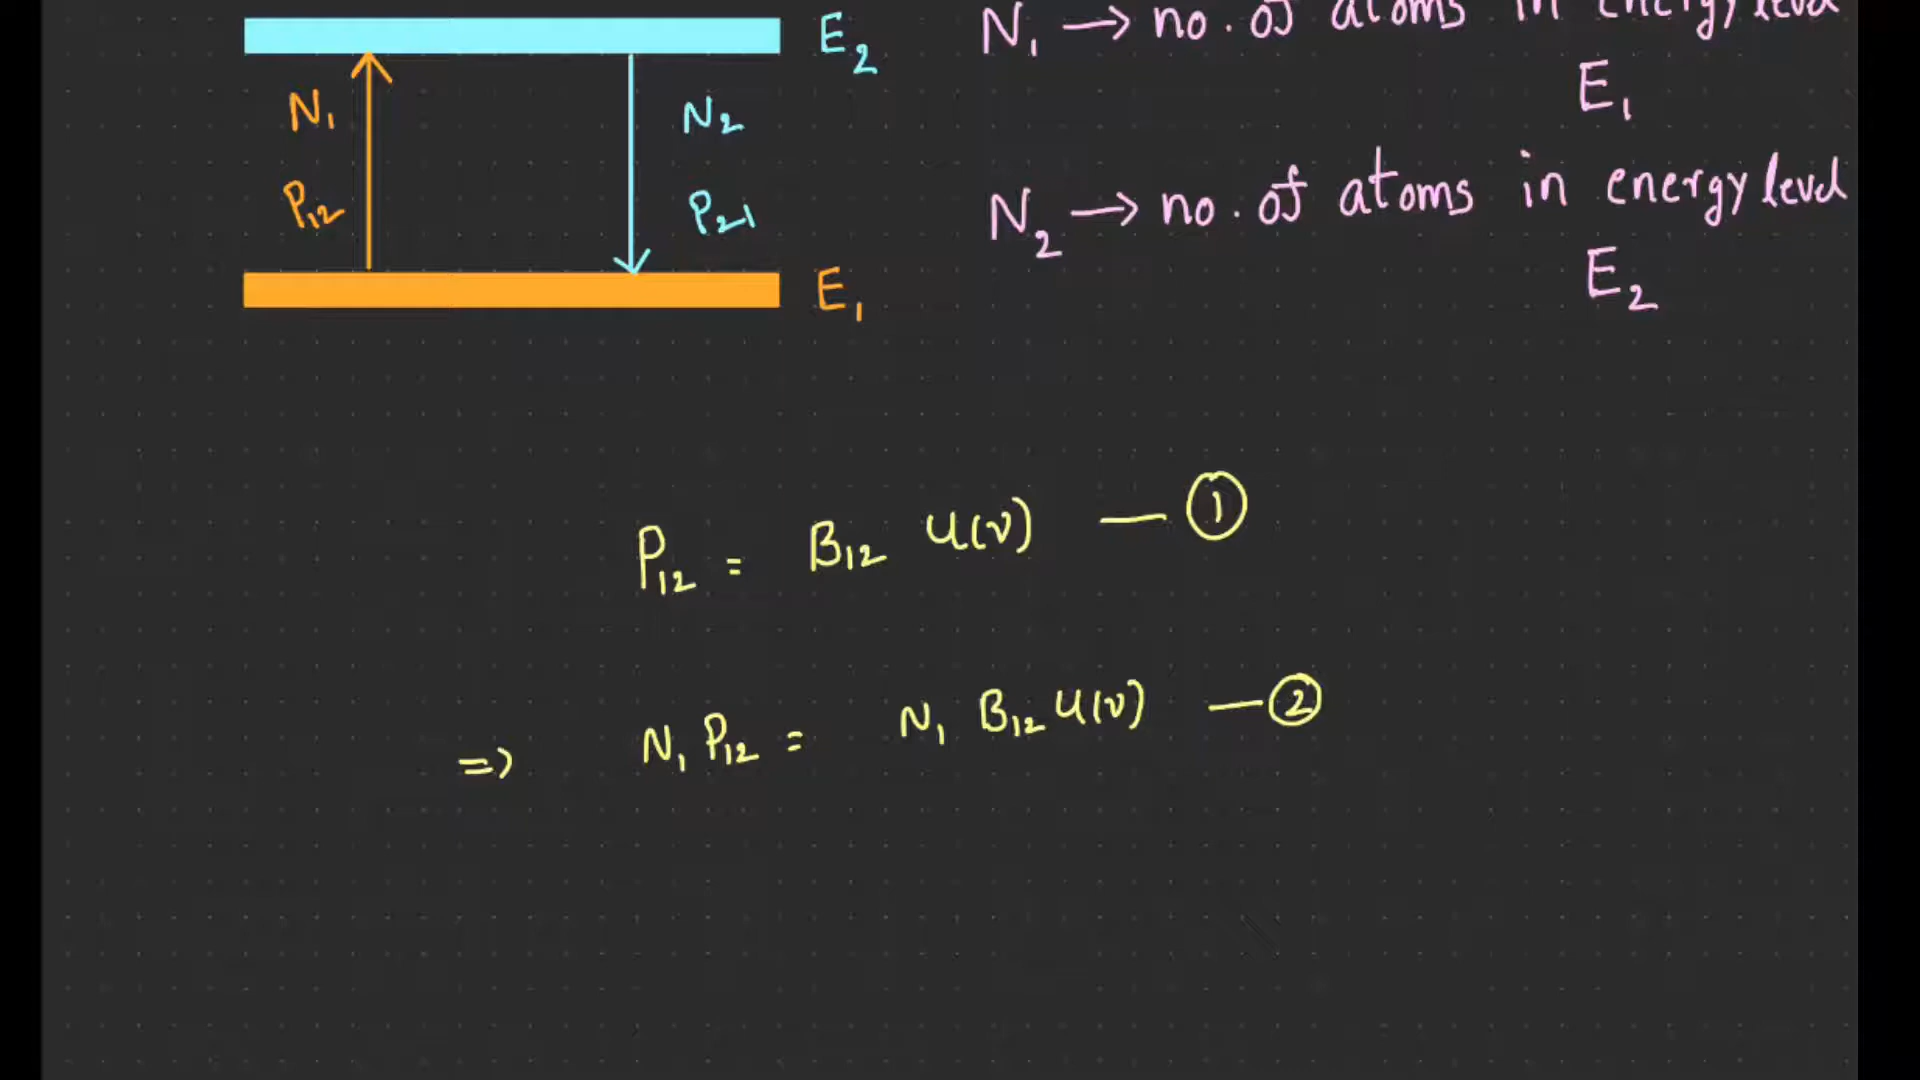 E₂
N₁ → no. of atoms in energy level
E₁
N₁
P₁₂
N₂
P₂₁
N₂ → no. of atoms in energy level
E₂
E₁
P₁₂ = B₁₂ u(ν) — ①
=> N₁ P₁₂ = N₁ B₁₂ u(ν) — ②